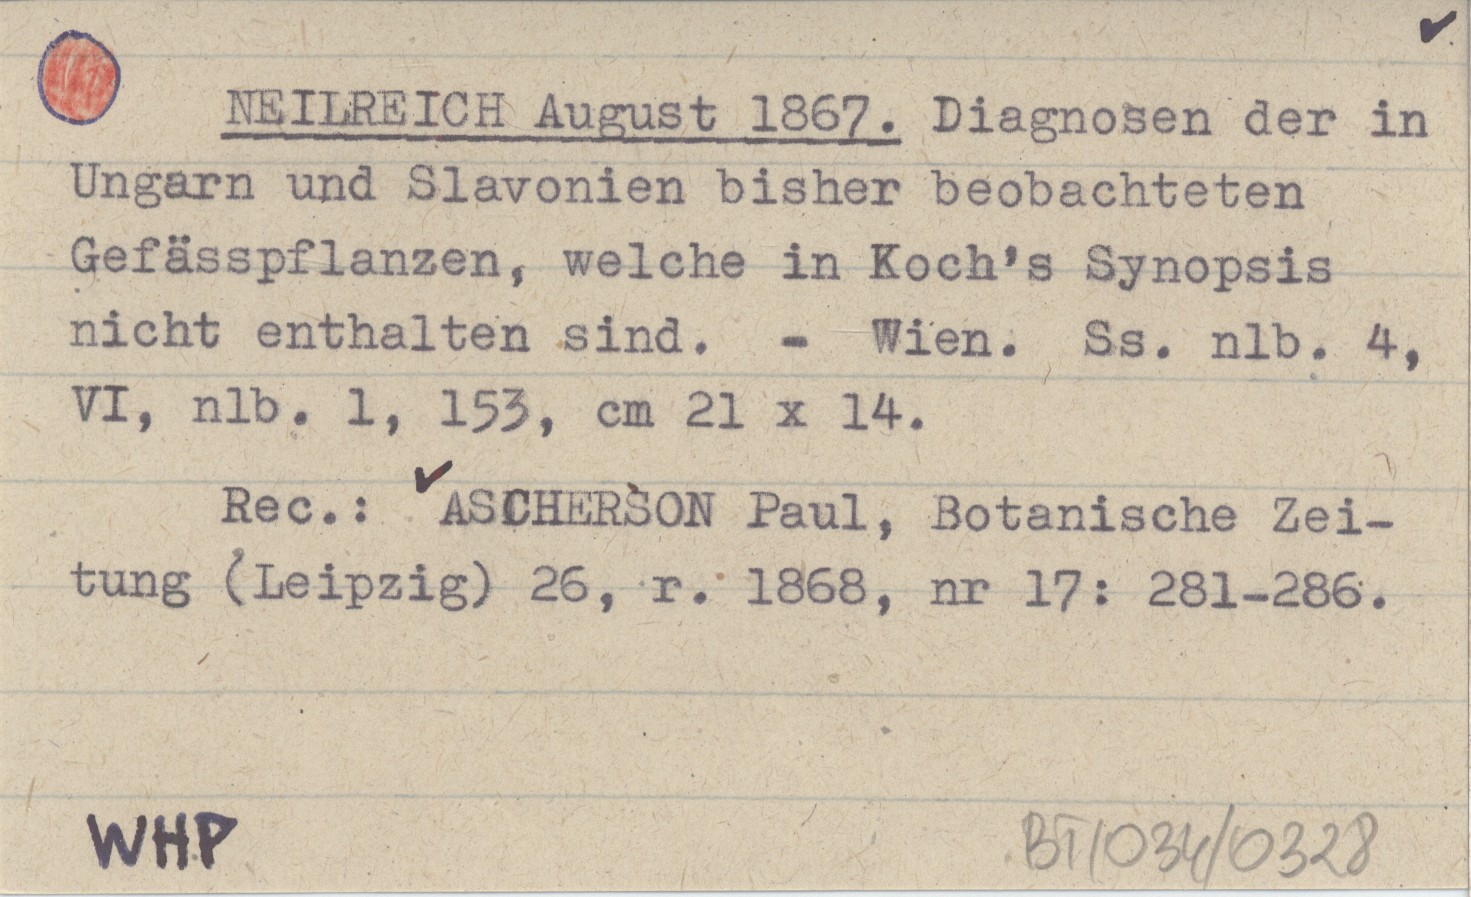 NEILREICH August 1867. Diagnosen der in
Ungarn und Slavonien bisher beobachteten
Gefässpflanzen, welche in Koch's Synopsis
nicht enthalten sind. - Wien. Ss. nlb. 4,
VI, nlb. 1, 153, cm 21 x 14.
Rec.: ASCHERSON Paul, Botanische Zei-
tung (Leipzig) 26, r. 1868, nr 17: 281-286.
WHP
BT/034/0328